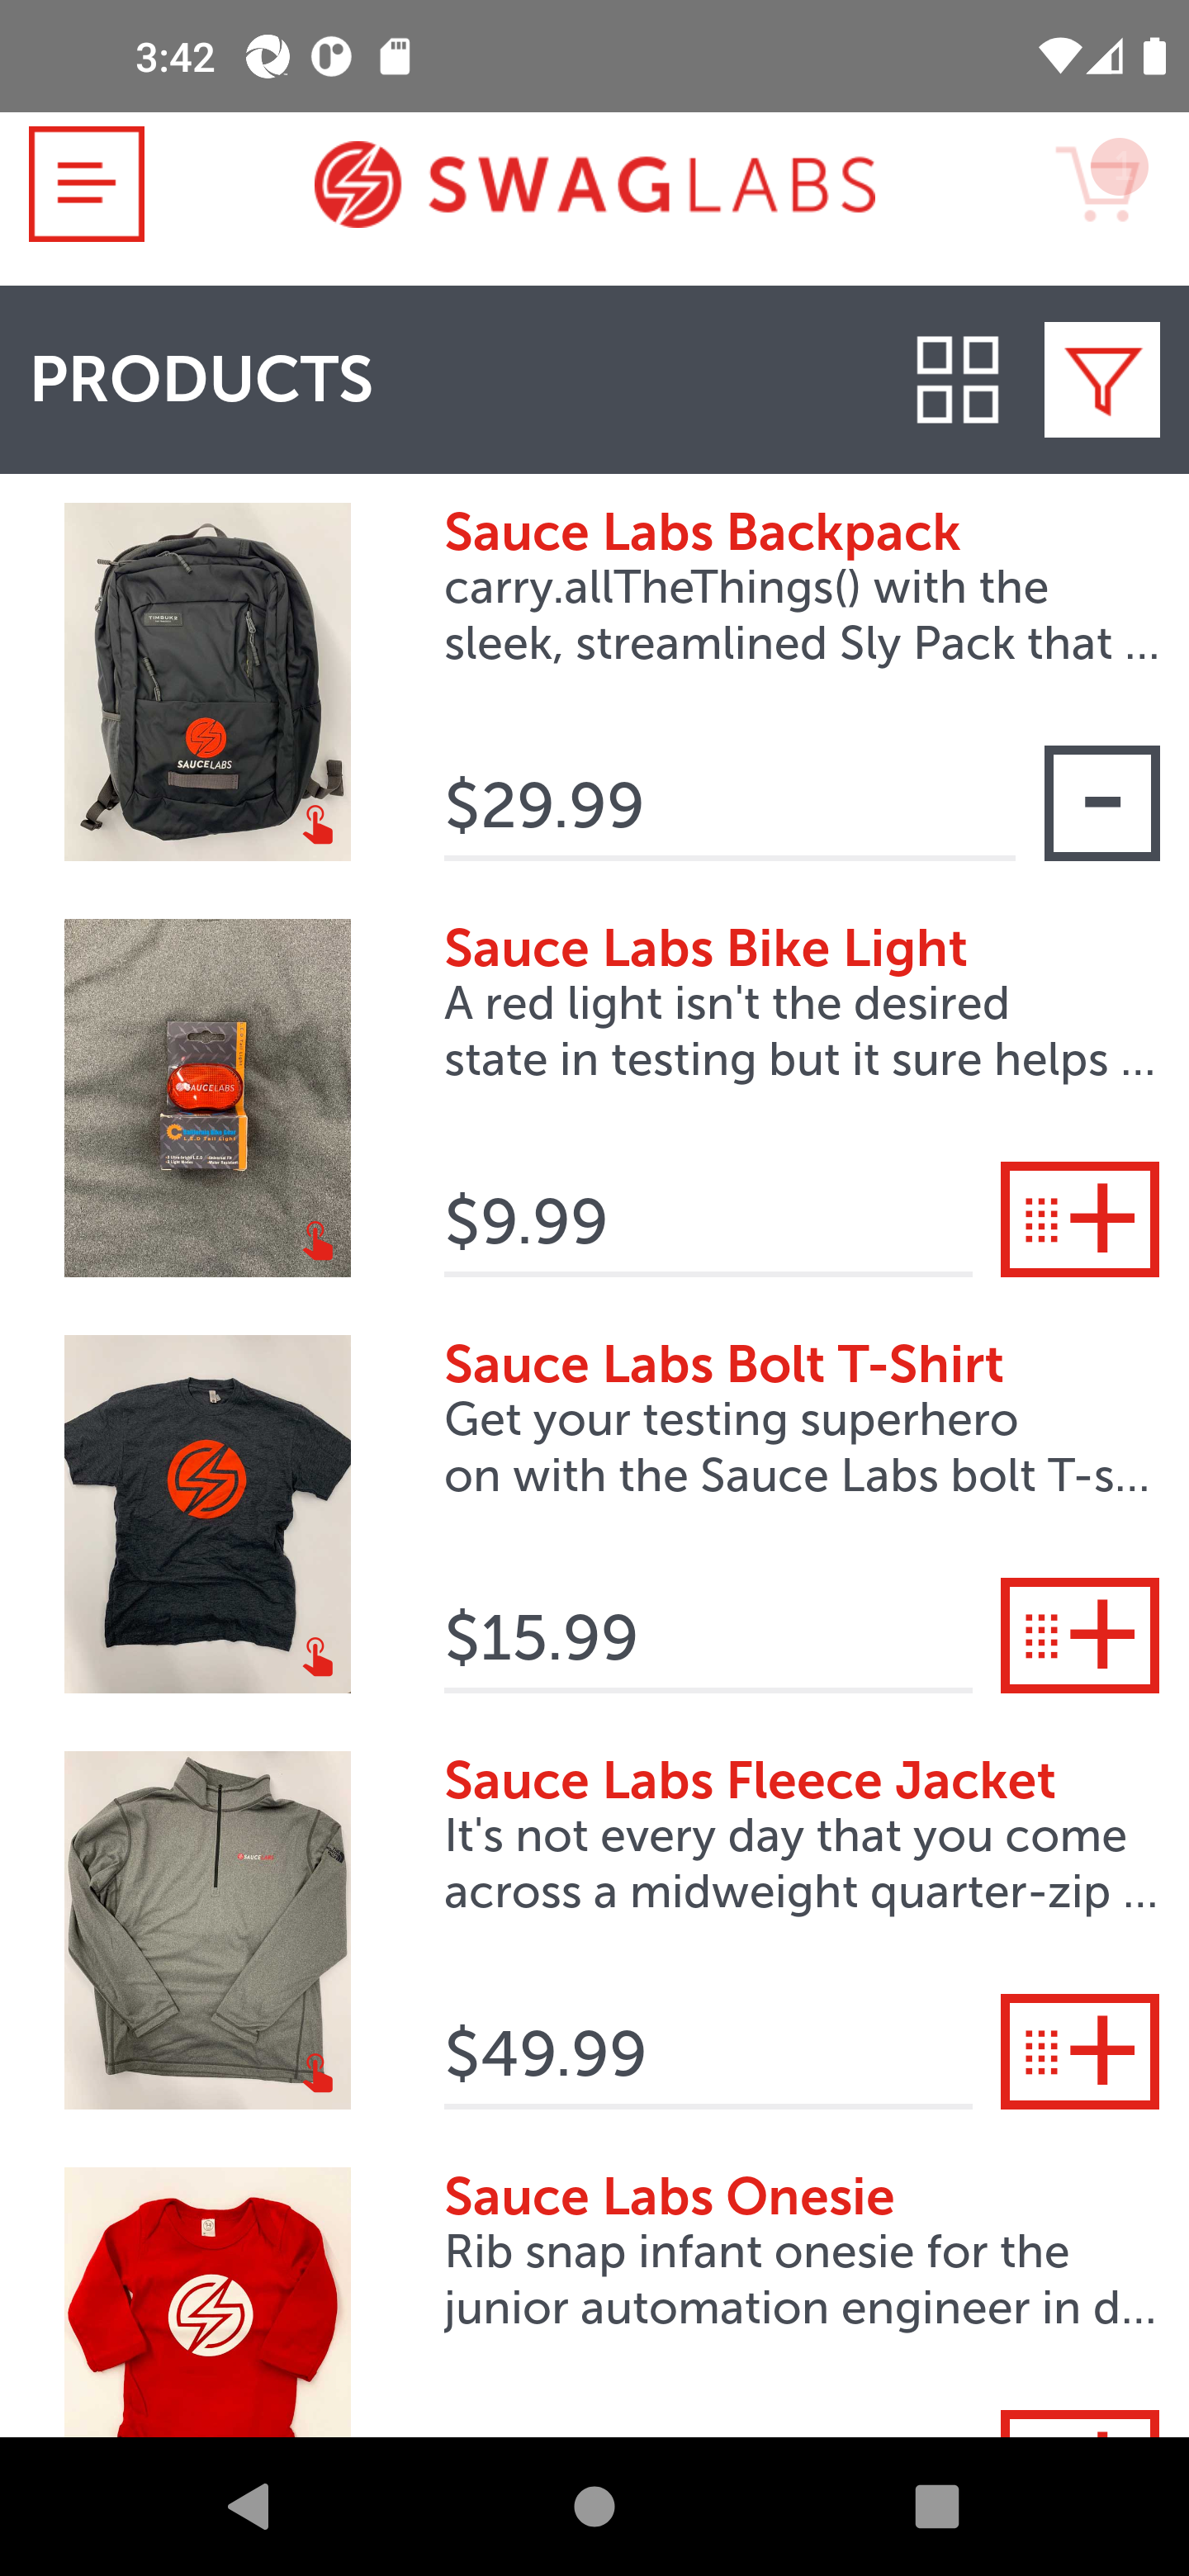 3:42
SWAGLABS
1
PRODUCTS
Sauce Labs Backpack
carry.allTheThings() with the
sleek, streamlined Sly Pack that ...
TIMBUK2
SAUCELABS
$29.99
-
Sauce Labs Bike Light
A red light isn't the desired
state in testing but it sure helps ...
SAUCELABS
$9.99
+
Sauce Labs Bolt T-Shirt
Get your testing superhero
on with the Sauce Labs bolt T-s...
$15.99
+
Sauce Labs Fleece Jacket
It's not every day that you come
across a midweight quarter-zip ...
$49.99
+
Sauce Labs Onesie
Rib snap infant onesie for the
junior automation engineer in d...